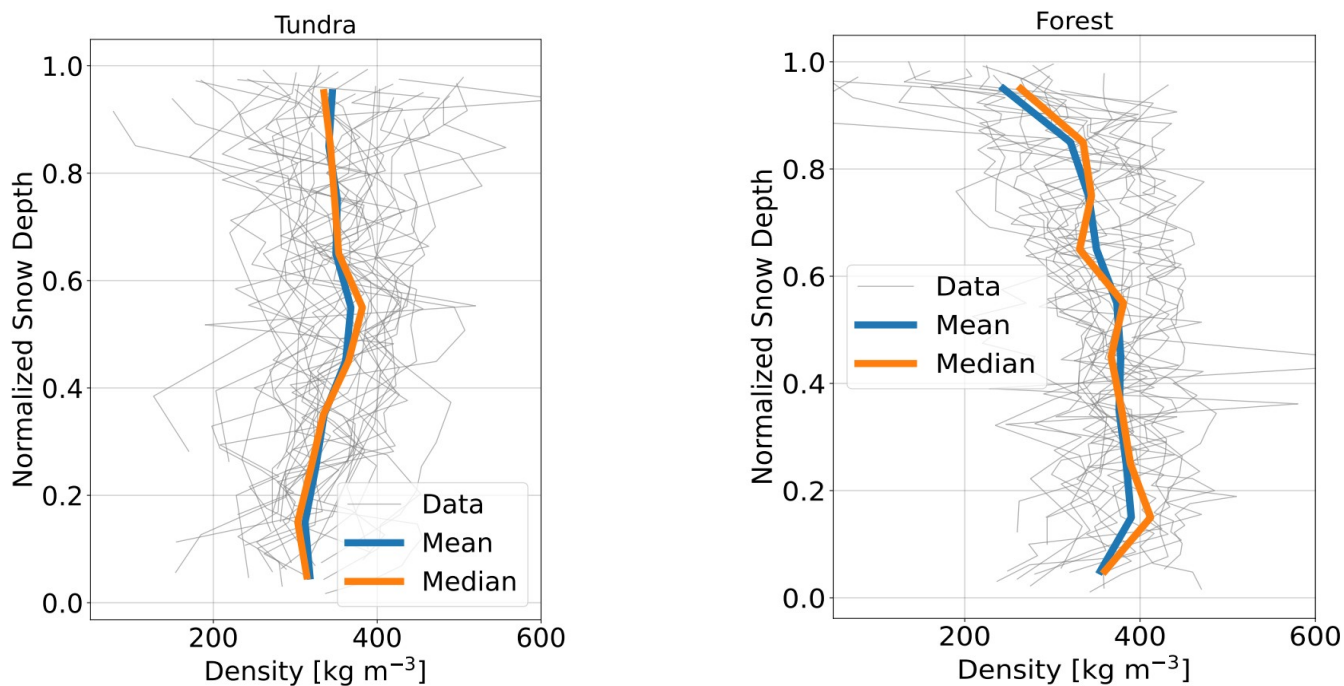 Tundra
1.0
0.8
0.6
0.4
0.2
0.0
Normalized Snow Depth
Data
Mean
Median
200
400
600
Density [kg m⁻³]
Forest
1.0
0.8
0.6
0.4
0.2
0.0
Normalized Snow Depth
Data
Mean
Median
200
400
600
Density [kg m⁻³]